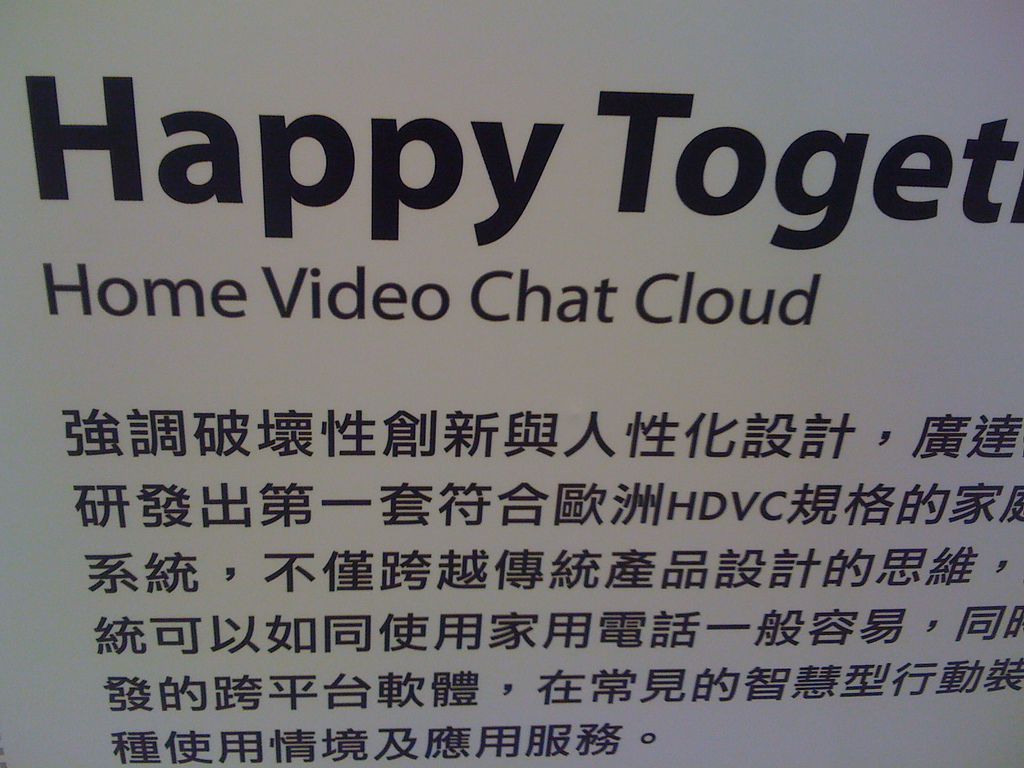 Happy Togeth
Home Video Chat Cloud
強調破壞性創新與人性化設計，廣達
研發出第一套符合歐洲HDVC規格的家庭
系統，不僅跨越傳統產品設計的思維，
統可以如同使用家用電話一般容易，同時
發的跨平台軟體，在常見的智慧型行動裝
種使用情境及應用服務。